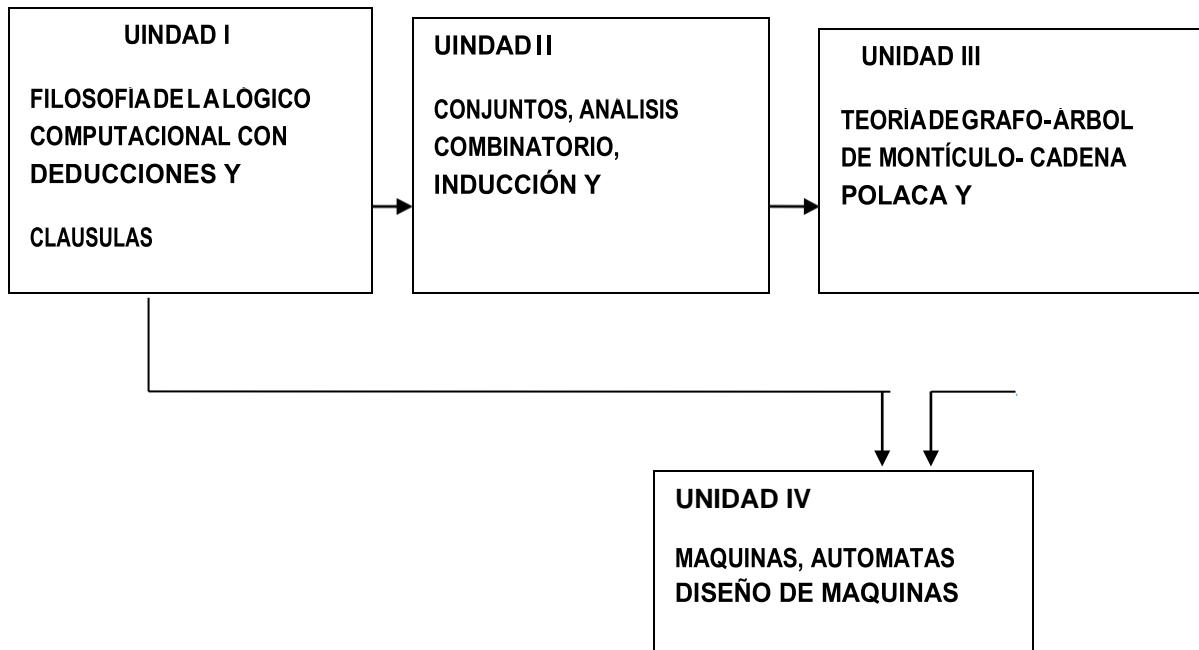 UINDAD I
FILOSOFÍA DE LA LÓGICO
COMPUTACIONAL CON
DEDUCCIONES Y
CLAUSULAS
UINDAD II
CONJUNTOS, ANALISIS
COMBINATORIO,
INDUCCIÓN Y
UNIDAD III
TEORÍA DE GRAFO-ÁRBOL
DE MONTÍCULO- CADENA
POLACA Y
UNIDAD IV
MAQUINAS, AUTOMATAS
DISEÑO DE MAQUINAS